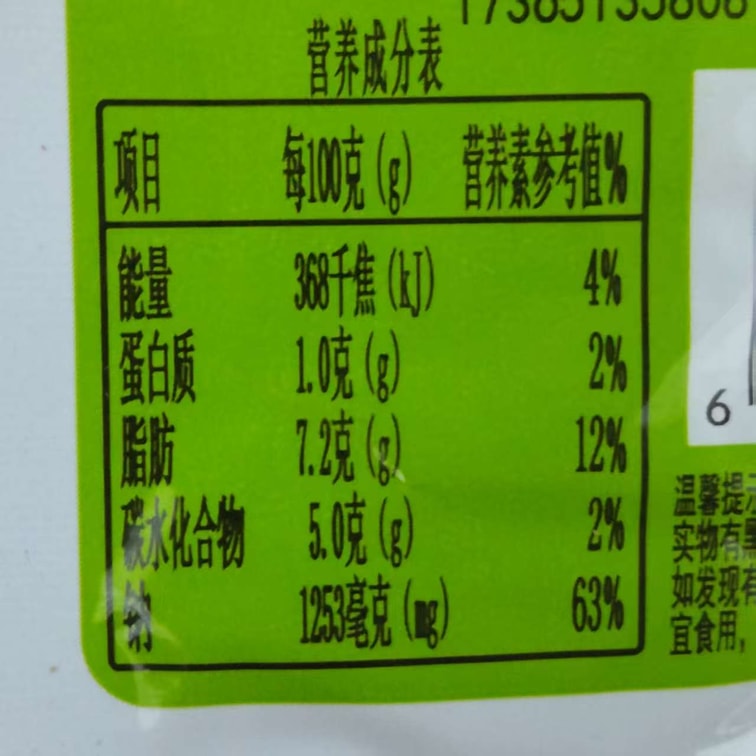 17365135806
营养成分表
项目 每100克(g) 营养素参考值%
能量 368千焦(kJ) 4%
蛋白质 1.0克(g) 2%
脂肪 7.2克(g) 12%
碳水化合物 5.0克(g) 2%
钠 1253毫克(mg) 63%
6
温馨提示
实物有
如发现有
宜食用,